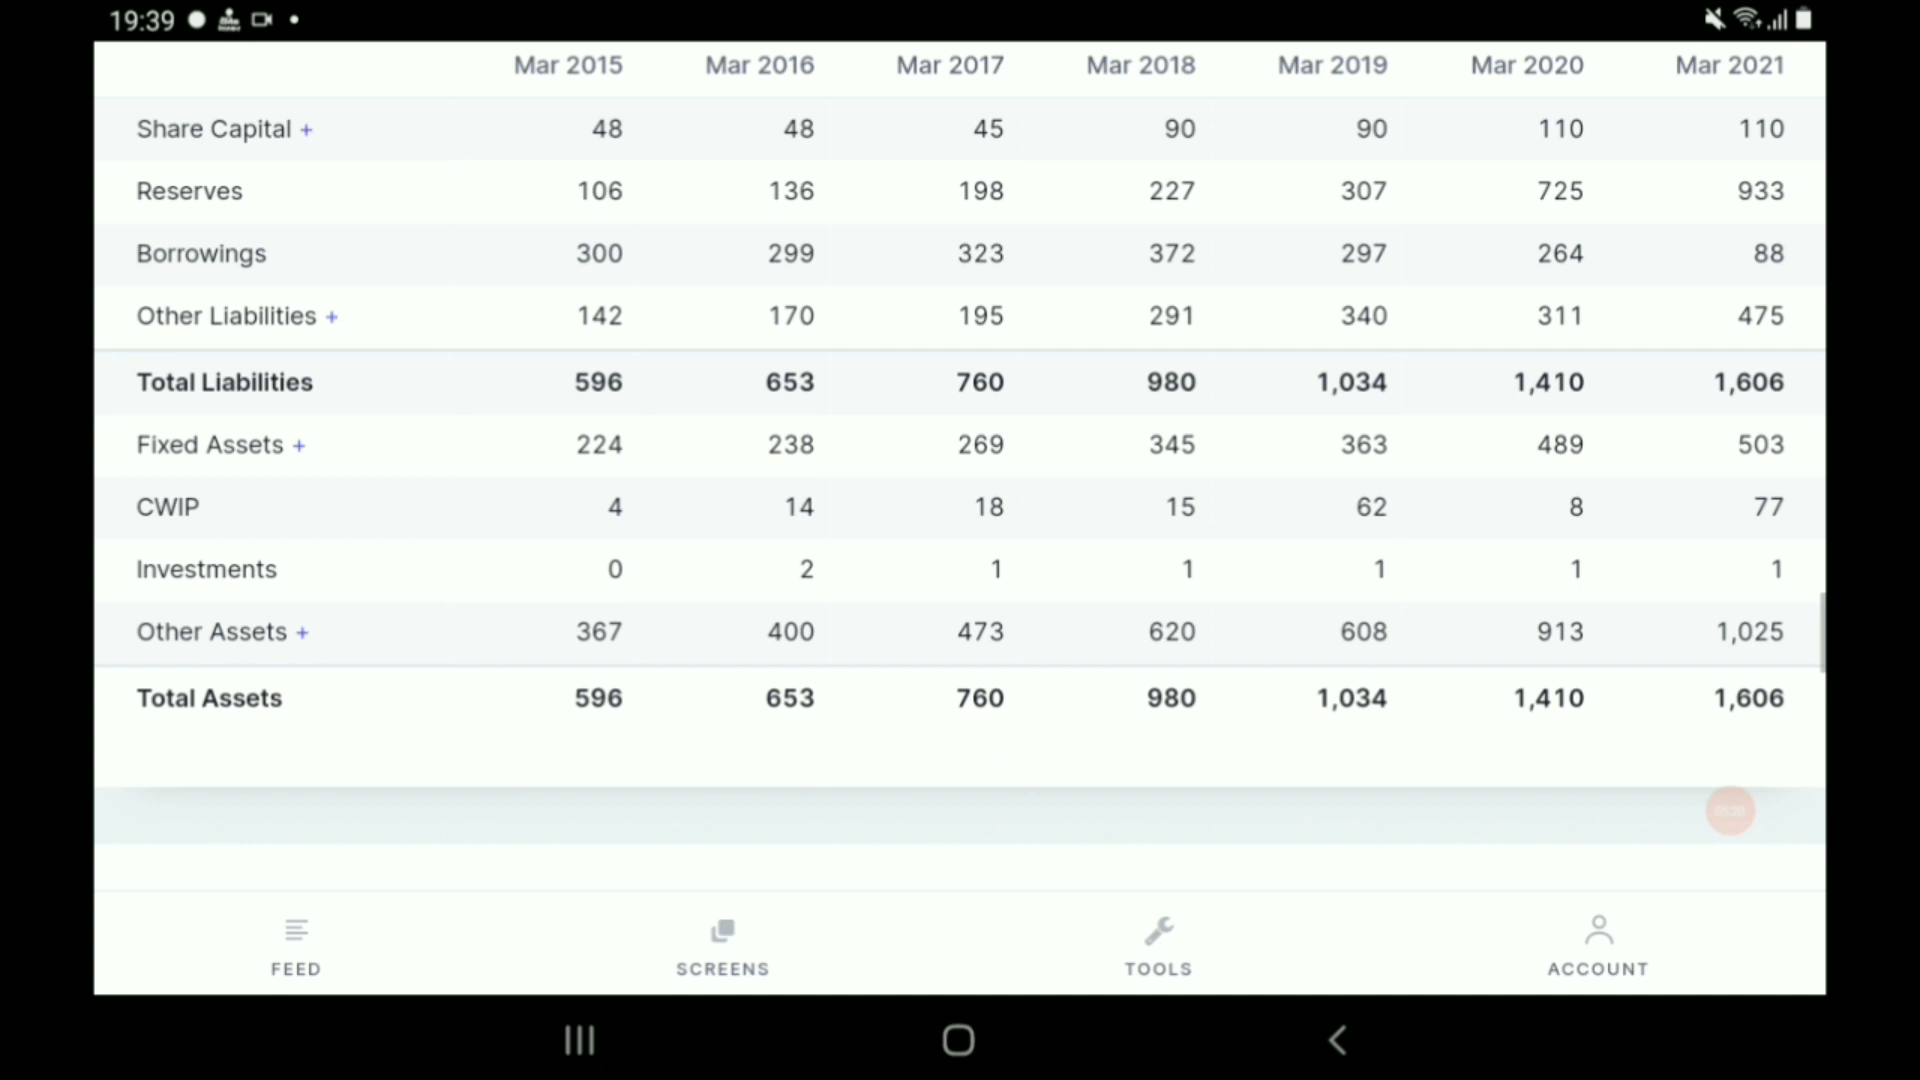 19:39
Mar 2015 Mar 2016 Mar 2017 Mar 2018 Mar 2019 Mar 2020 Mar 2021
Share Capital + 48 48 45 90 90 110 110
Reserves 106 136 198 227 307 725 933
Borrowings 300 299 323 372 297 264 88
Other Liabilities + 142 170 195 291 340 311 475
Total Liabilities 596 653 760 980 1,034 1,410 1,606
Fixed Assets + 224 238 269 345 363 489 503
CWIP 4 14 18 15 62 8 77
Investments 0 2 1 1 1 1 1
Other Assets + 367 400 473 620 608 913 1,025
Total Assets 596 653 760 980 1,034 1,410 1,606
FEED SCREENS TOOLS ACCOUNT